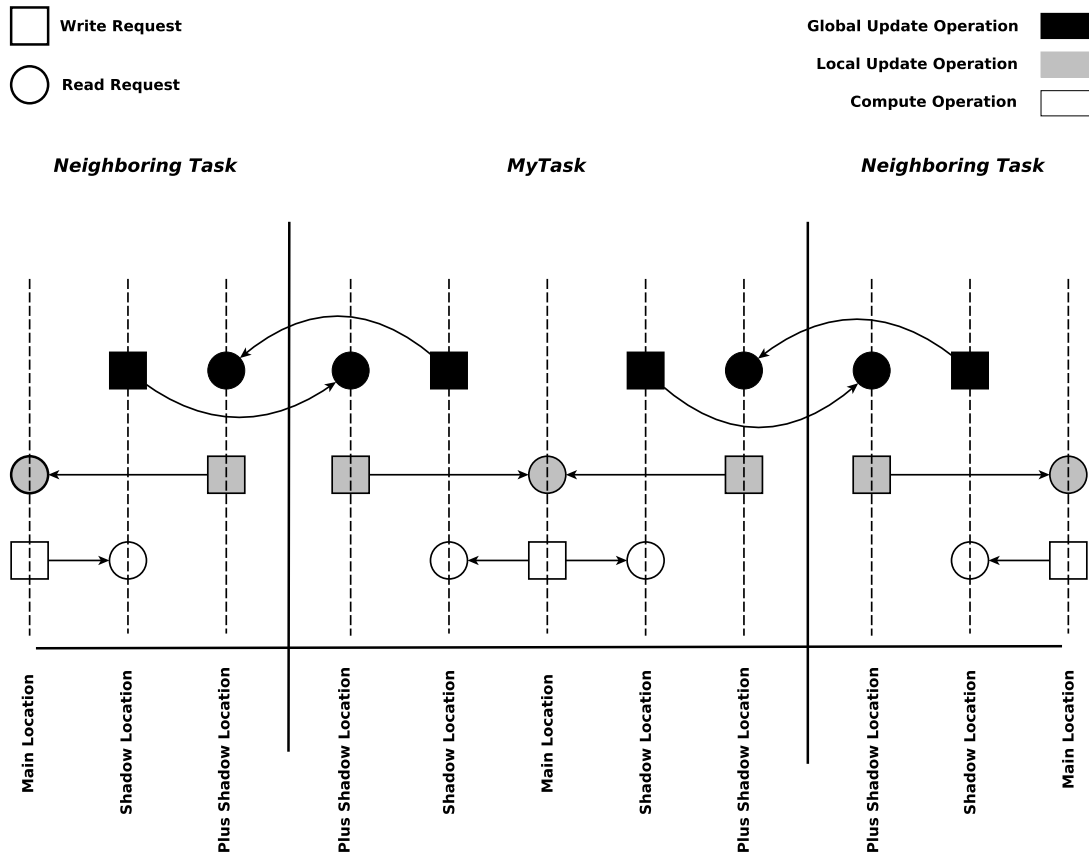 Write Request
Global Update Operation
Local Update Operation
Read Request
Compute Operation
Neighboring Task
MyTask
Neighboring Task
Main Location
Shadow Location
Plus Shadow Location
Plus Shadow Location
Shadow Location
Main Location
Shadow Location
Plus Shadow Location
Plus Shadow Location
Shadow Location
Main Location